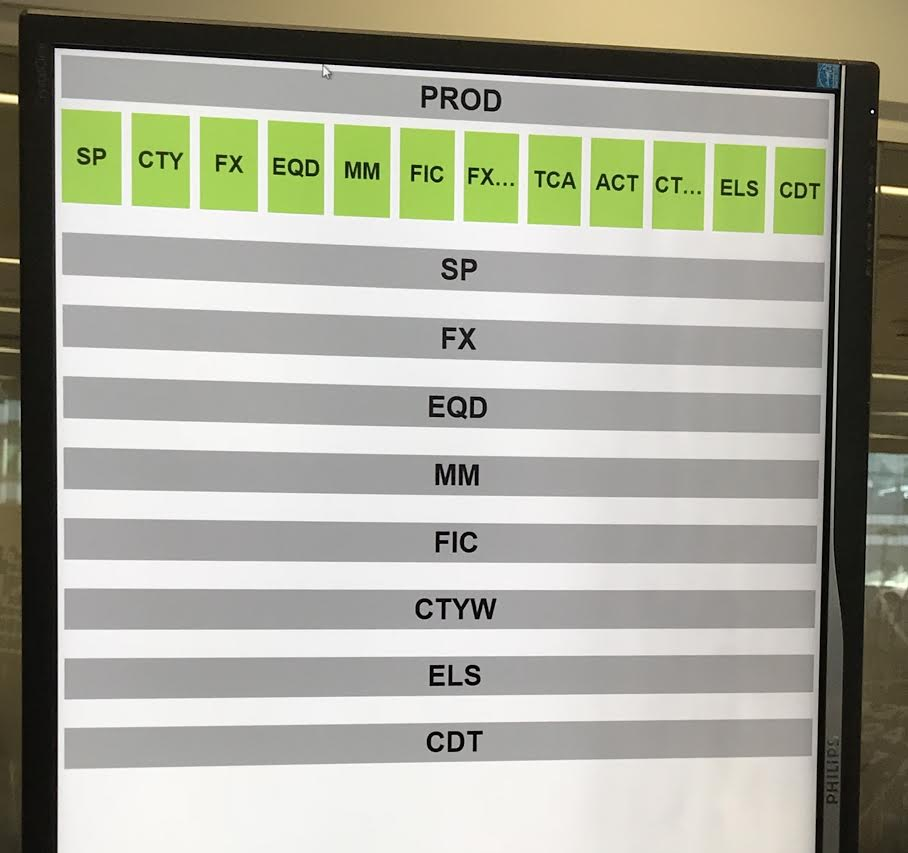 PROD
SP CTY FX EQD MM FIC FX... TCA ACT CT... ELS CDT
SP
FX
EQD
MM
FIC
CTYW
ELS
CDT
PHILIPS